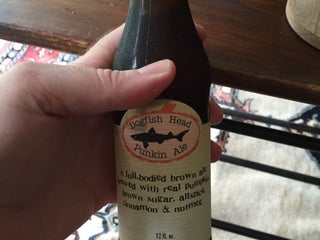 Dogfish Head
Punkin Ale
A full-bodied brown ale
brewed with real pumpkin,
brown sugar, allspice,
cinnamon & nutmeg.
12 fl. oz.